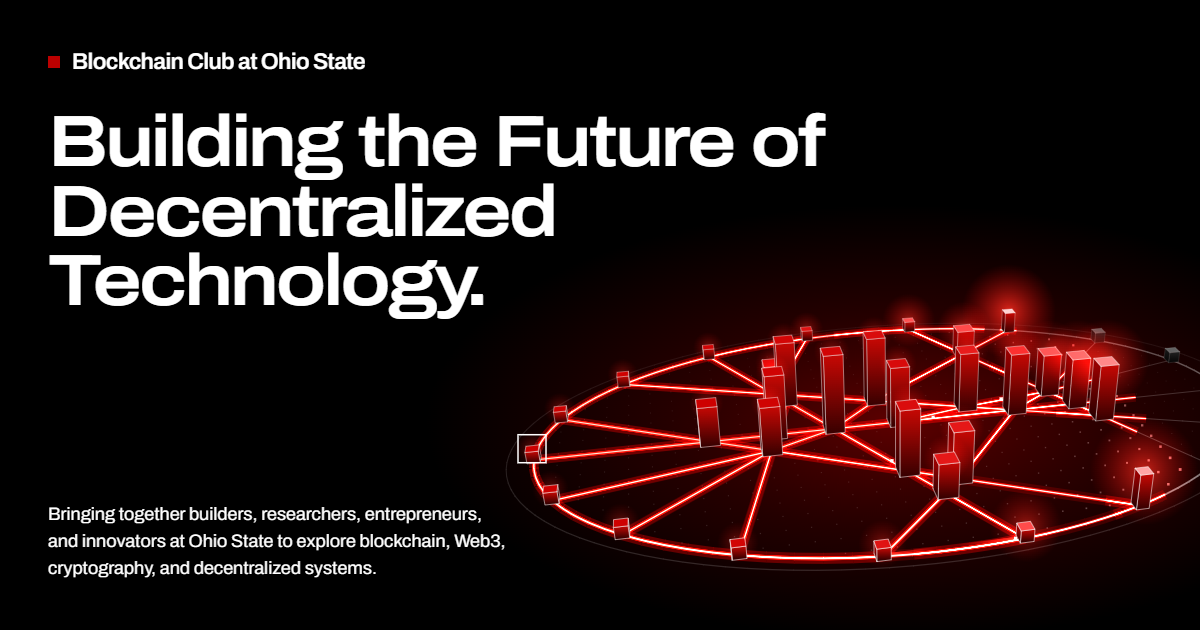 Blockchain Club at Ohio State
Building the Future of
Decentralized
Technology.
Bringing together builders, researchers, entrepreneurs,
and innovators at Ohio State to explore blockchain, Web3,
cryptography, and decentralized systems.